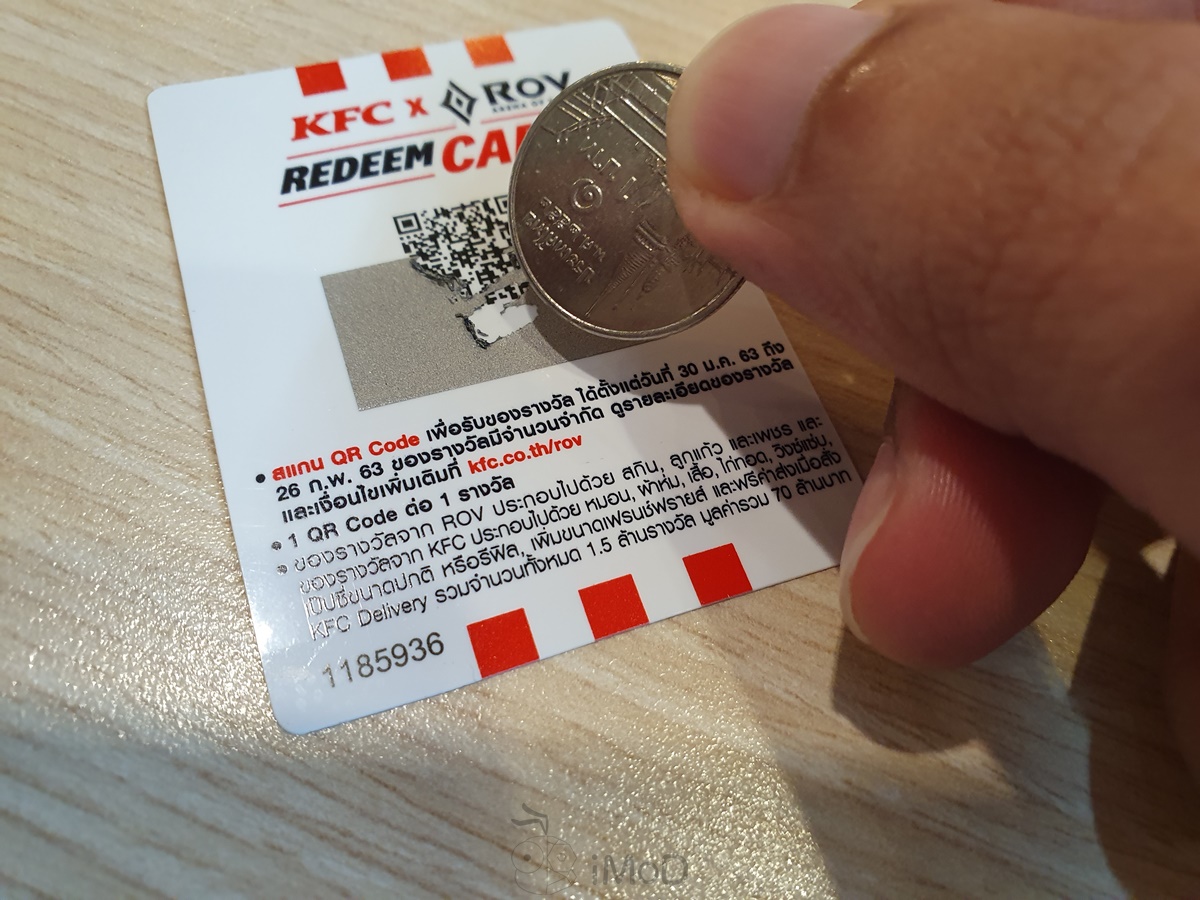 KFC x ROV
REDEEM
• สแกน QR Code เพื่อรับของรางวัล ได้ตั้งแต่วันที่ 30 ม.ค. 63 ถึง
26 ก.พ. 63 ของรางวัลมีจำนวนจำกัด ดูรายละเอียดของรางวัล
และเงื่อนไขเพิ่มเติมที่ kfc.co.th/rov
• 1 QR Code ต่อ 1 รางวัล
• ของรางวัลจาก ROV ประกอบไปด้วย สกิน, ลูกแก้ว และเพชร และ
ของรางวัลจาก KFC ประกอบไปด้วย หมอน, ผ้าห่ม, เสื้อ, ไก่ทอด, วิงซ์แซ่บ,
เป๊ปซี่ขนาดปกติ หรือรีฟิล, เพิ่มขนาดเฟรนช์ฟรายส์ และฟรีค่าส่งเมื่อสั่ง
KFC Delivery รวมจำนวนทั้งหมด 1.5 ล้านรางวัล มูลค่ารวม 70 ล้านบาท
1185936
iMoD